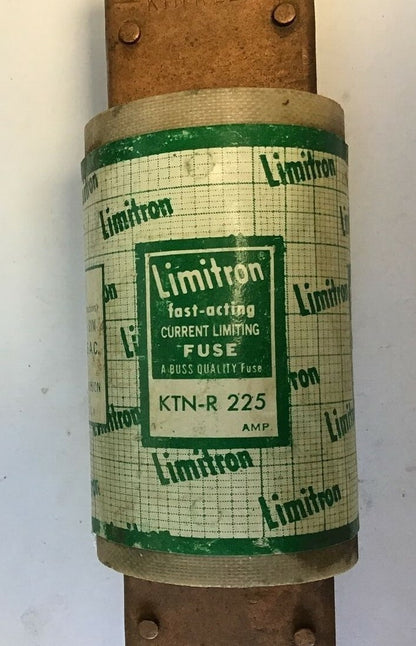 Limitron
Limitron
Limitron®
fast-acting
CURRENT LIMITING
FUSE
A BUSS QUALITY Fuse
KTN-R 225
AMP.
Limitron
Limitron
Limitron